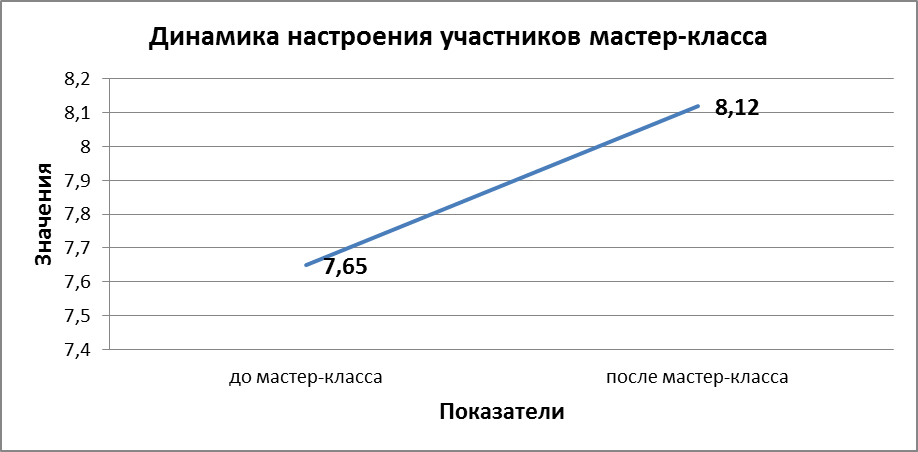 Динамика настроения участников мастер-класса
8,2
8,1
8
7,9
7,8
7,7
7,6
7,5
7,4
Значения
8,12
7,65
до мастер-класса
после мастер-класса
Показатели